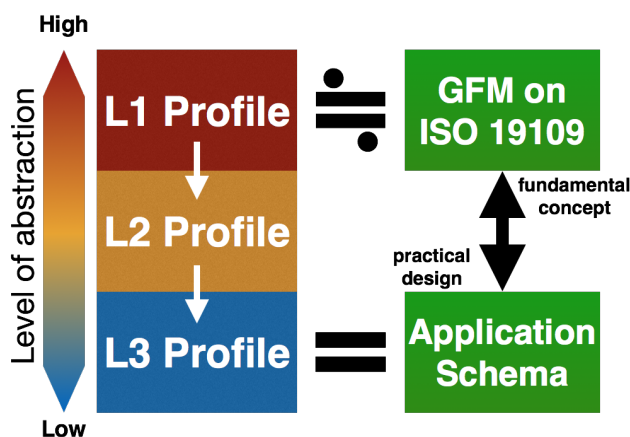 High
Level of abstraction
Low
L1 Profile
L2 Profile
L3 Profile
≒
=
GFM on
ISO 19109
fundamental
concept
practical
design
Application
Schema